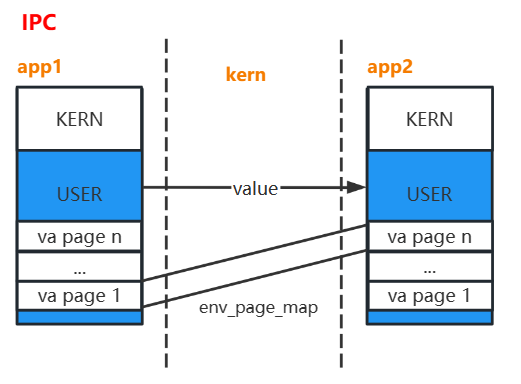 IPC
app1
kern
app2
KERN
KERN
USER
value
USER
va page n
va page n
...
...
va page 1
va page 1
env_page_map